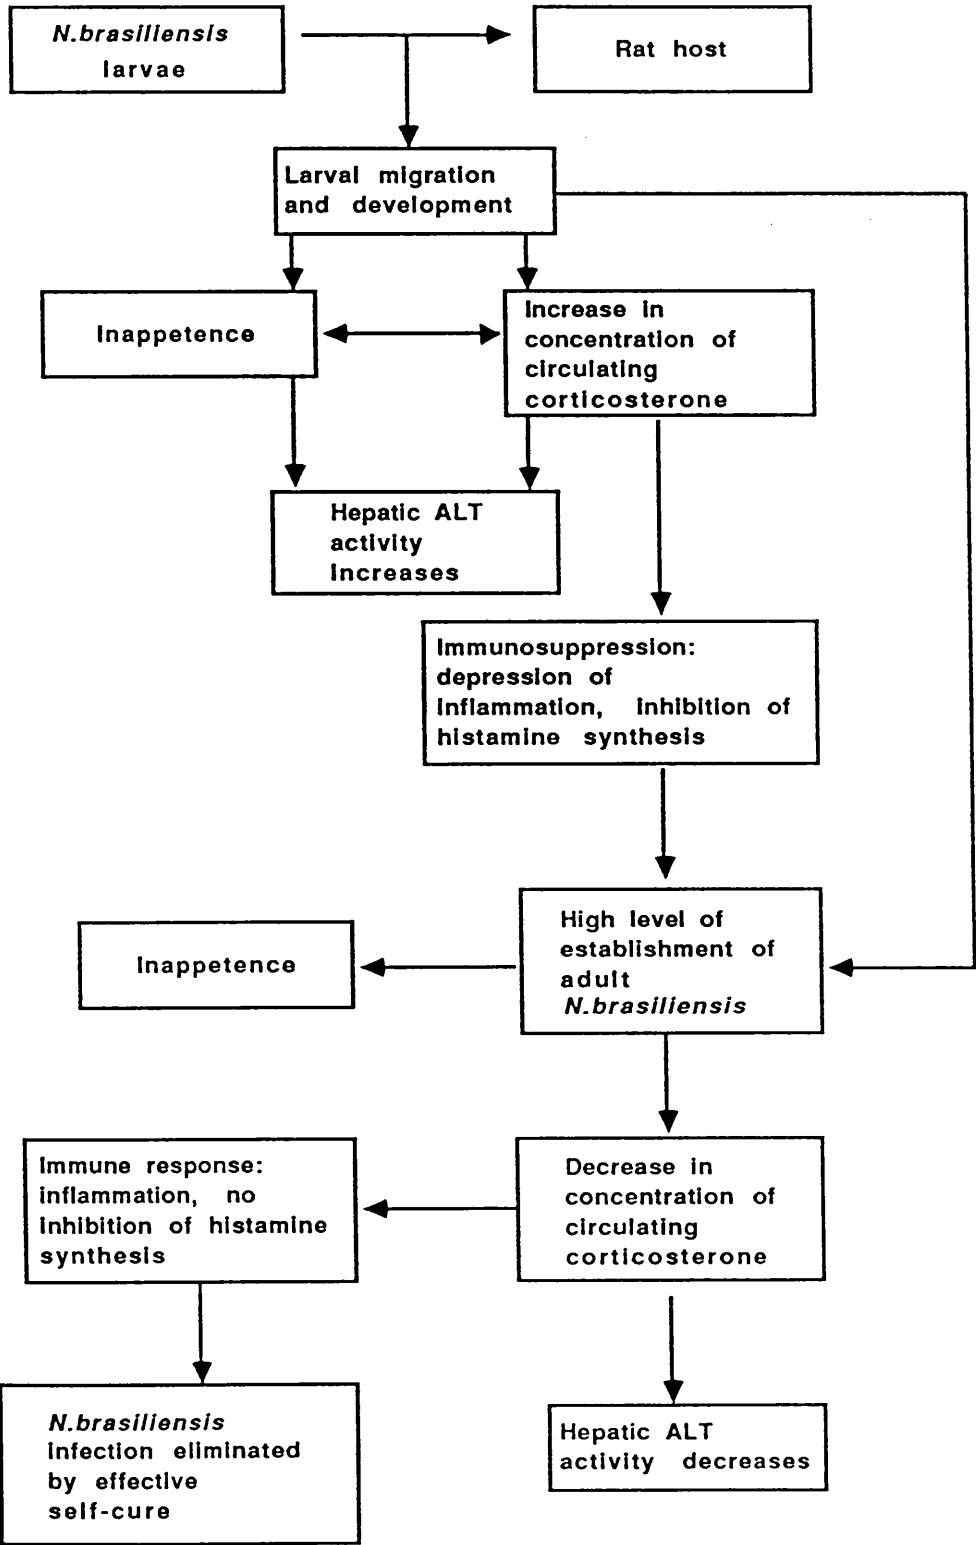 N.brasiliensis
larvae
Rat host
Larval migration
and development
Inappetence
Increase in
concentration of
circulating
corticosterone
Hepatic ALT
activity
increases
Immunosuppression:
depression of
inflammation, inhibition of
histamine synthesis
High level of
establishment of
adult
N.brasiliensis
Inappetence
Immune response:
inflammation, no
inhibition of histamine
synthesis
Decrease in
concentration of
circulating
corticosterone
N.brasiliensis
infection eliminated
by effective
self-cure
Hepatic ALT
activity decreases